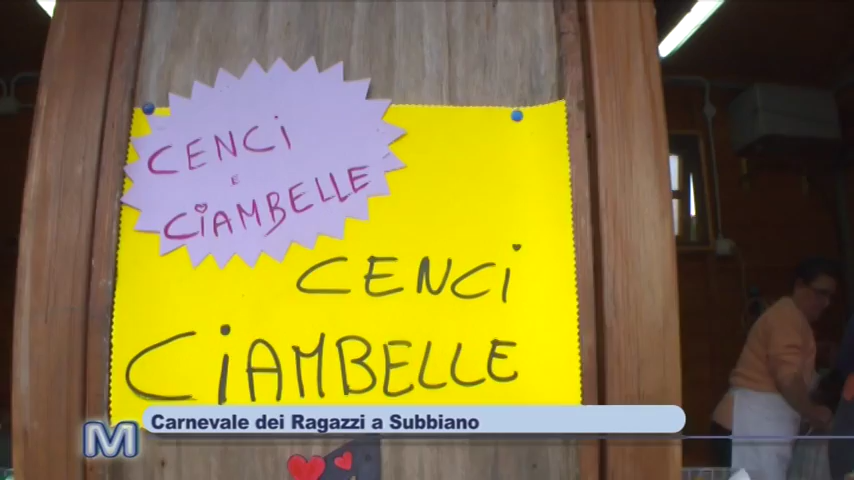 CENCI
E
CIAMBELLE
CENCI
CIAMBELLE
M Carnevale dei Ragazzi a Subbiano